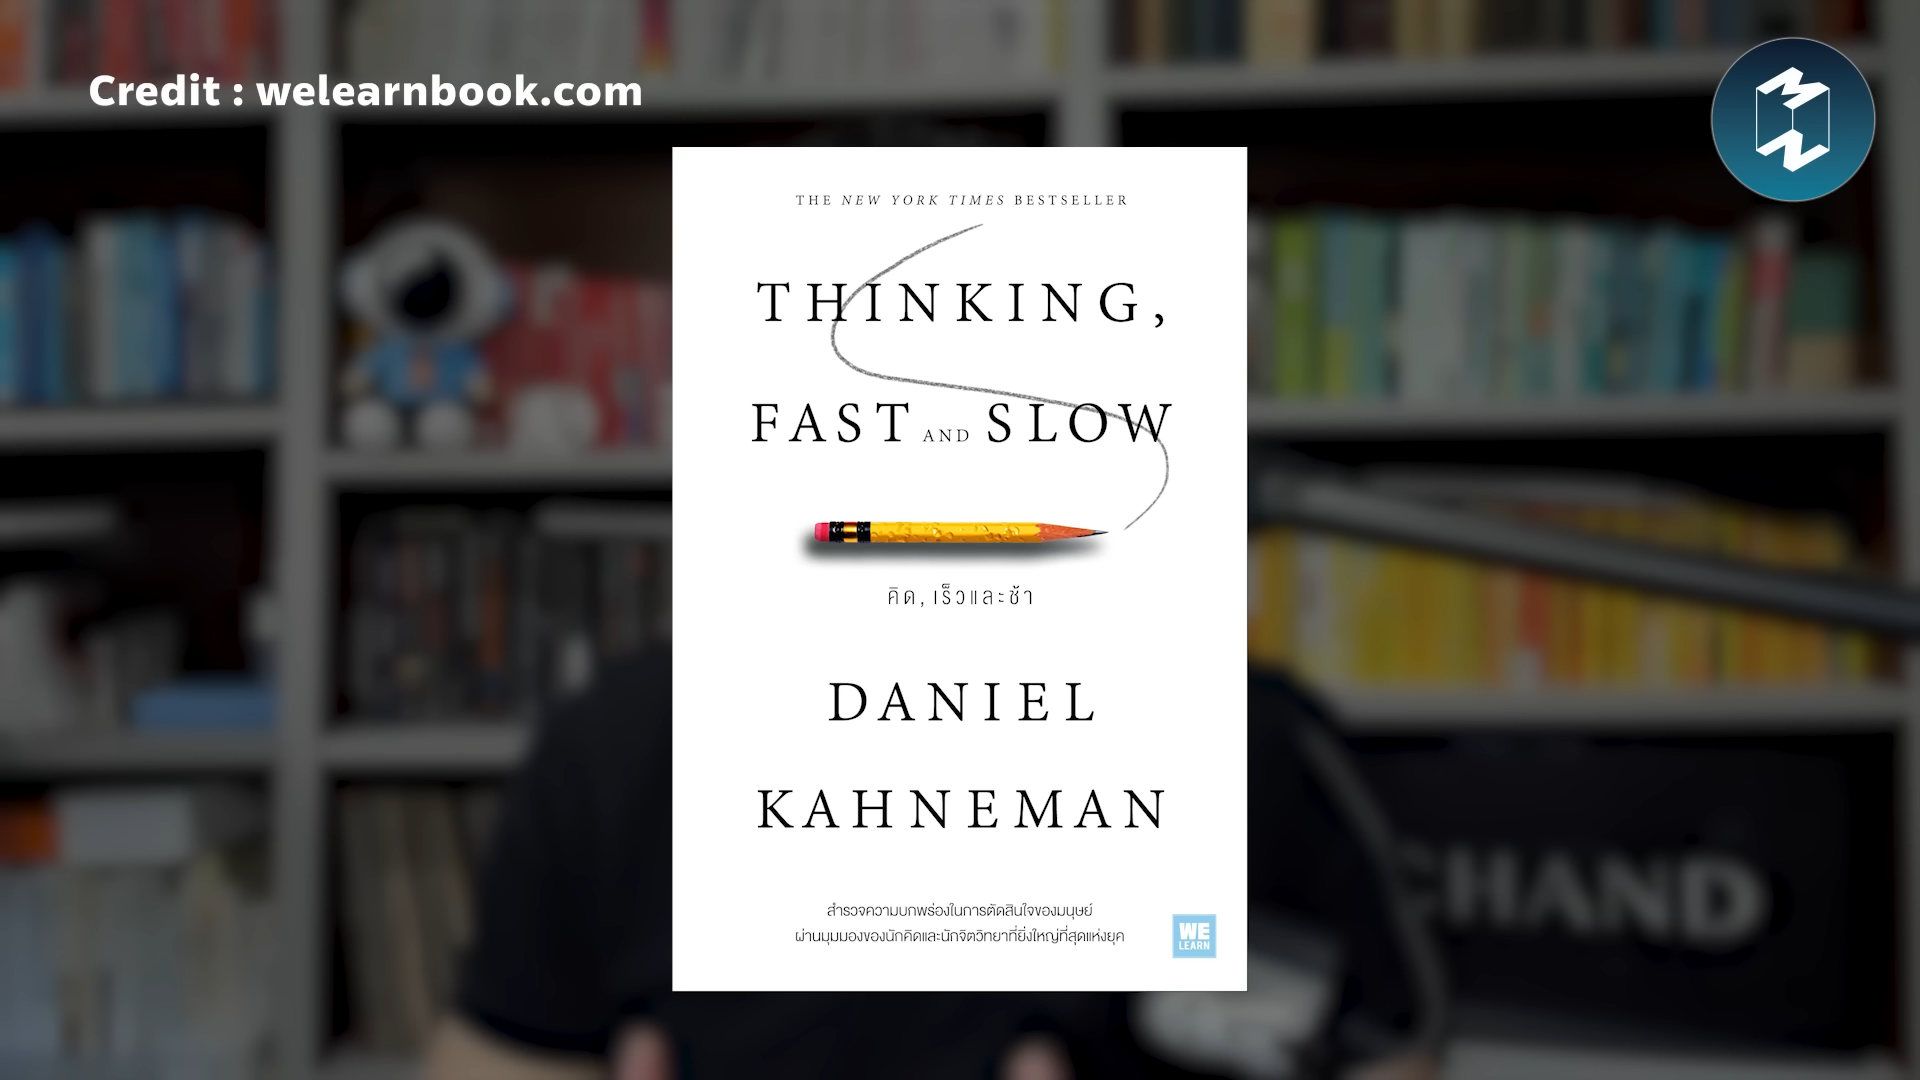 Credit : welearnbook.com
THE NEW YORK TIMES BESTSELLER
THINKING,
FAST AND SLOW
คิด, เร็วและช้า
DANIEL
KAHNEMAN
สำรวจความบกพร่องในการตัดสินใจของมนุษย์
ผ่านมุมมองของนักคิดและนักจิตวิทยาที่ยิ่งใหญ่ที่สุดแห่งยุค
WE
LEARN
HAND